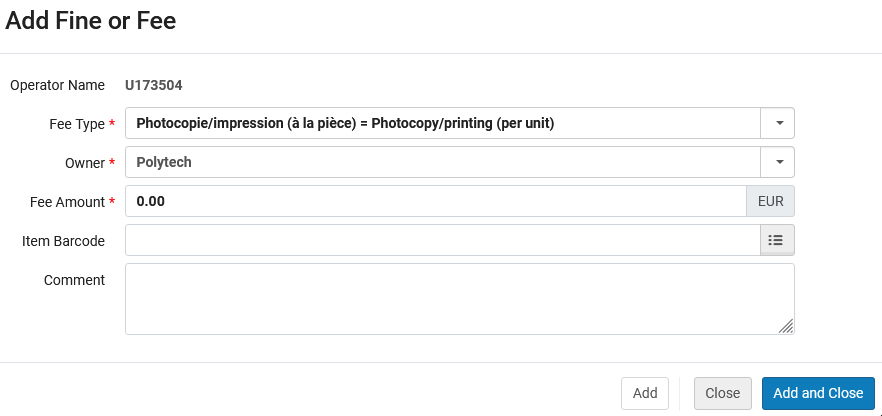 Add Fine or Fee
Operator Name U173504
Fee Type * Photocopie/impression (à la pièce) = Photocopy/printing (per unit)
Owner * Polytech
Fee Amount * 0.00 EUR
Item Barcode
Comment
Add Close Add and Close